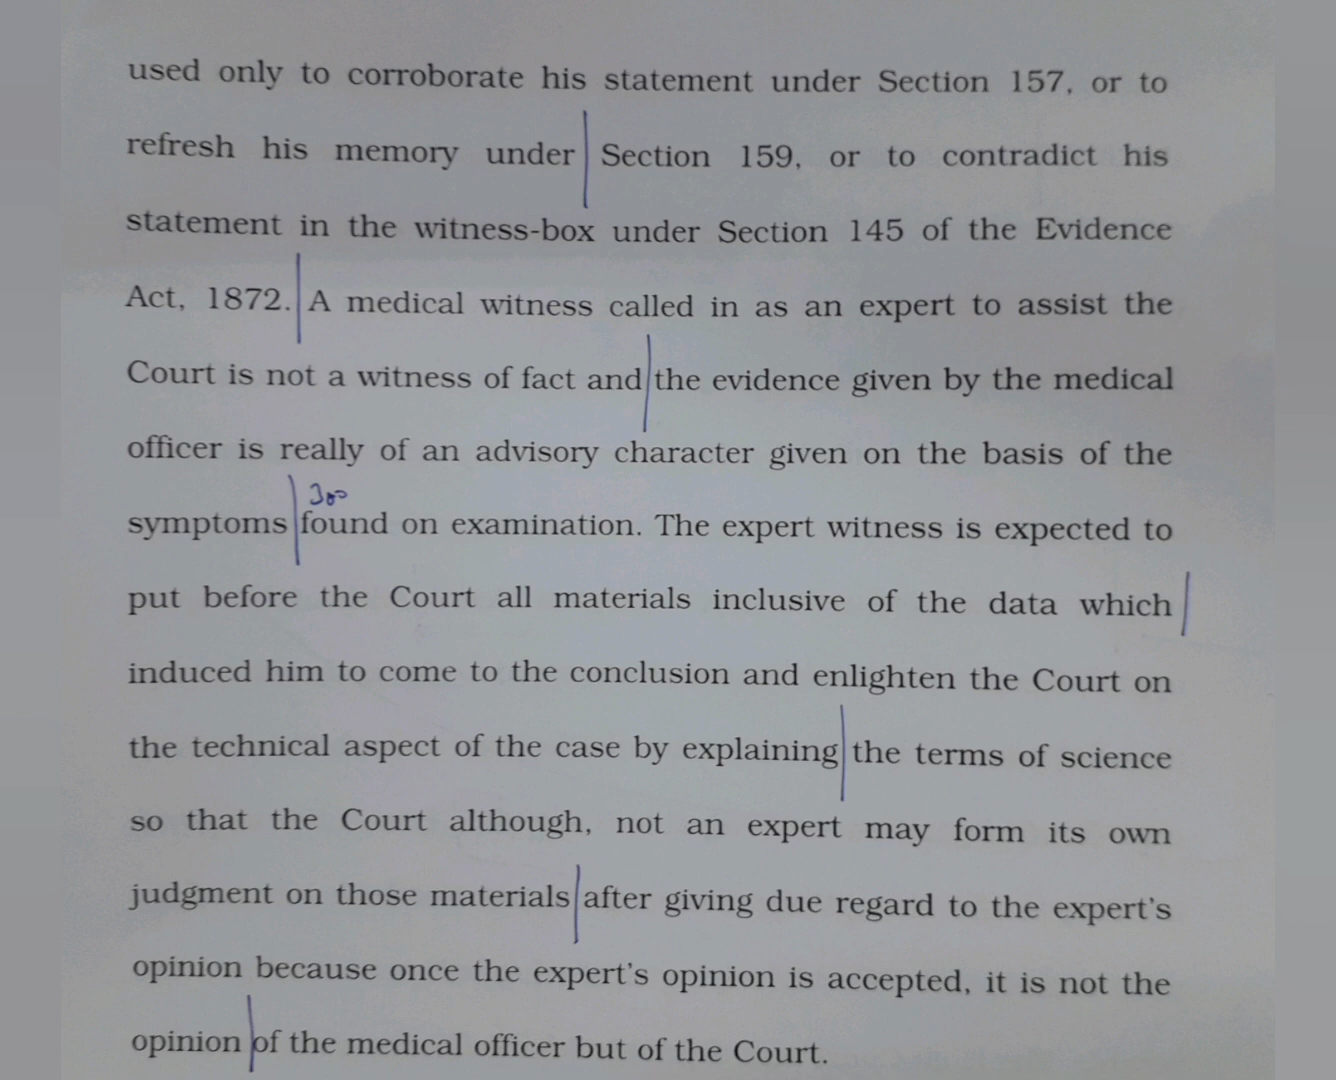 used only to corroborate his statement under Section 157, or to
refresh his memory under Section 159, or to contradict his
statement in the witness-box under Section 145 of the Evidence
Act, 1872. A medical witness called in as an expert to assist the
Court is not a witness of fact and the evidence given by the medical
officer is really of an advisory character given on the basis of the
300
symptoms found on examination. The expert witness is expected to
put before the Court all materials inclusive of the data which
induced him to come to the conclusion and enlighten the Court on
the technical aspect of the case by explaining the terms of science
so that the Court although, not an expert may form its own
judgment on those materials after giving due regard to the expert's
opinion because once the expert's opinion is accepted, it is not the
opinion of the medical officer but of the Court.